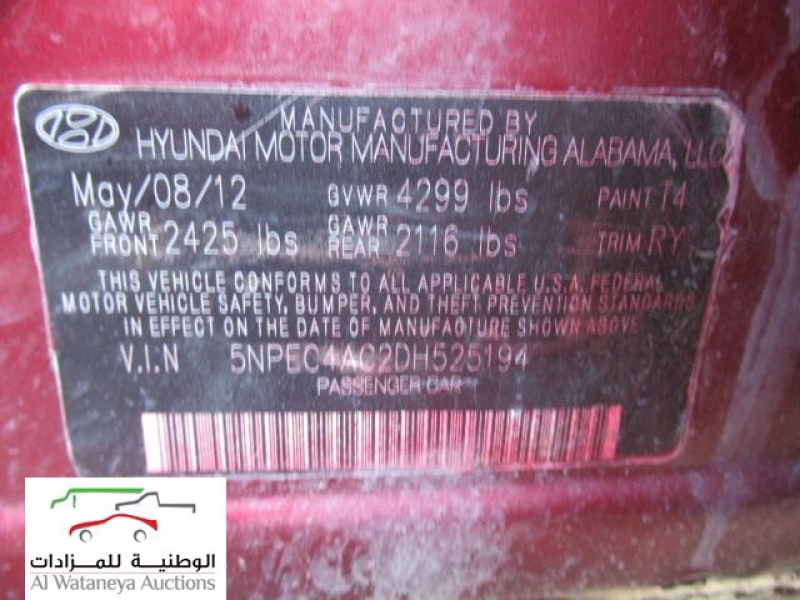 MANUFACTURED BY
HYUNDAI MOTOR MANUFACTURING ALABAMA, LLC
May/08/12 GVWR 4299 lbs PAINT T4
GAWR FRONT 2425 lbs GAWR REAR 2116 lbs TRIM RY
THIS VEHICLE CONFORMS TO ALL APPLICABLE U.S.A. FEDERAL
MOTOR VEHICLE SAFETY, BUMPER, AND THEFT PREVENTION STANDARDS
IN EFFECT ON THE DATE OF MANUFACTURE SHOWN ABOVE
V.I.N 5NPEC4AC2DH525194
PASSENGER CAR
الوطنية للمزادات
Al Wataneya Auctions